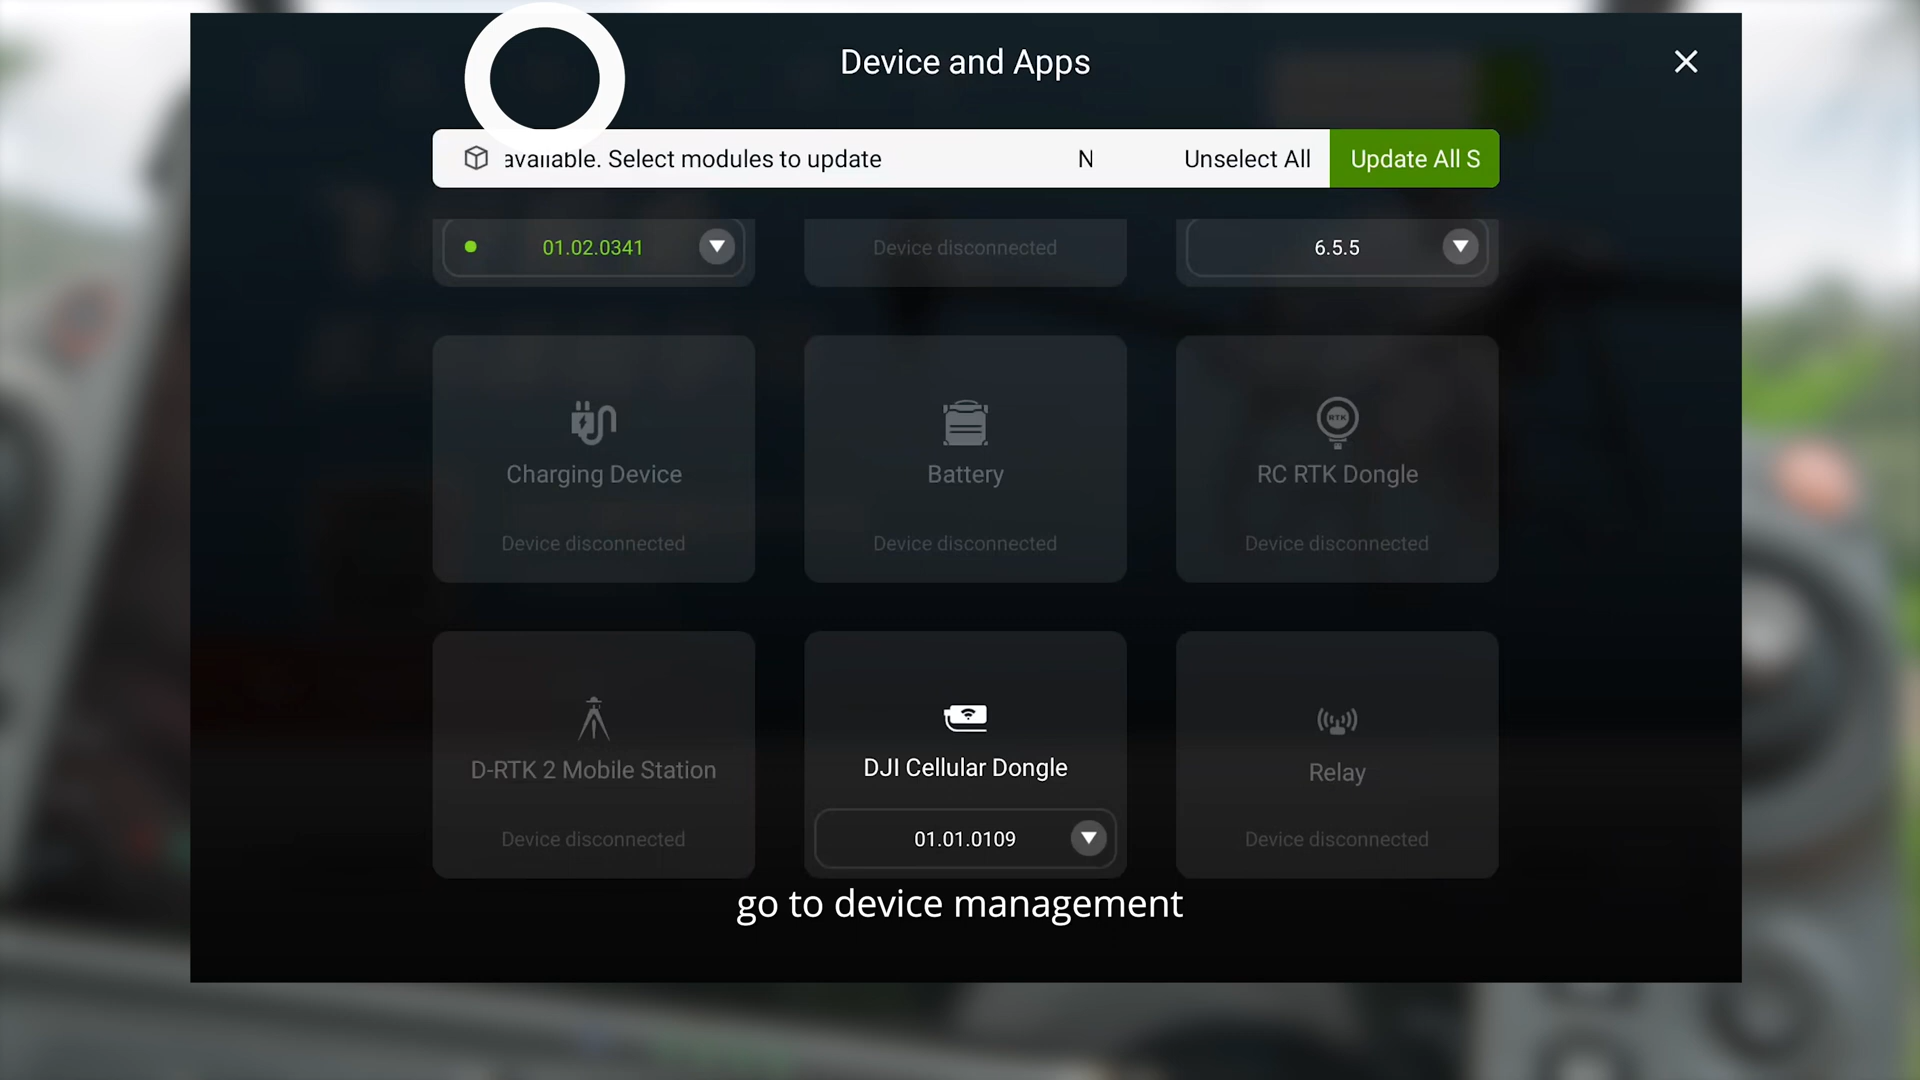 Device and Apps
available. Select modules to update N Unselect All Update All S
01.02.0341 Device disconnected 6.5.5
Charging Device Battery RC RTK Dongle
Device disconnected Device disconnected Device disconnected
RTK
D-RTK 2 Mobile Station DJI Cellular Dongle Relay
Device disconnected 01.01.0109 Device disconnected
go to device management